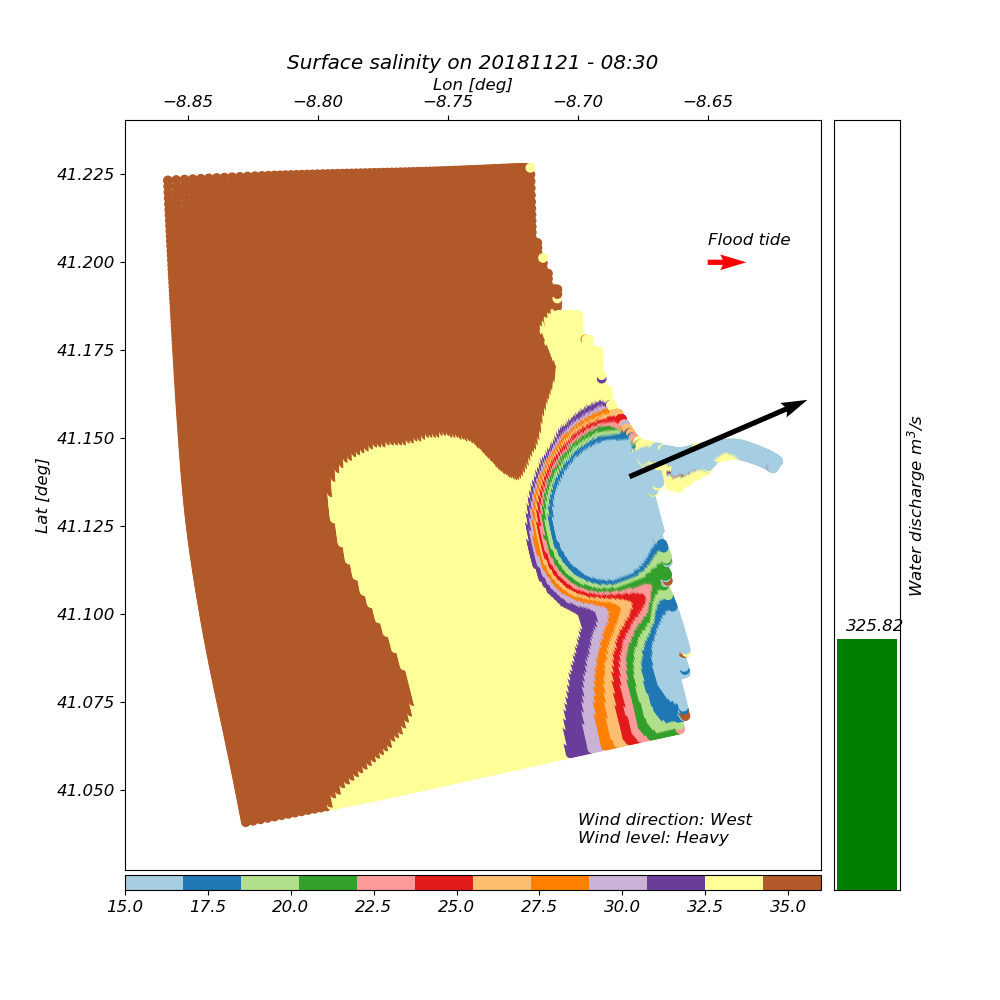 Surface salinity on 20181121 - 08:30
Lon [deg]
−8.85 −8.80 −8.75 −8.70 −8.65
41.225
41.200
41.175
41.150
41.125
41.100
41.075
41.050
Lat [deg]
Flood tide
Wind direction: West
Wind level: Heavy
325.82
Water discharge m³/s
15.0 17.5 20.0 22.5 25.0 27.5 30.0 32.5 35.0